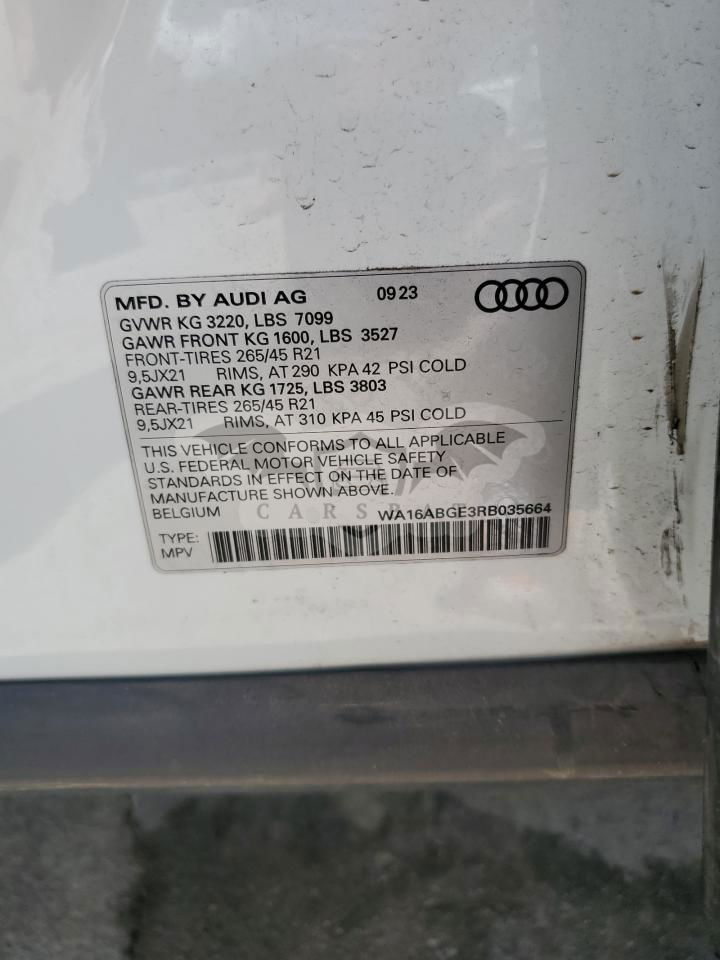 MFD. BY AUDI AG 09 23
GVWR KG 3220, LBS 7099
GAWR FRONT KG 1600, LBS 3527
FRONT-TIRES 265/45 R21
9,5JX21 RIMS, AT 290 KPA 42 PSI COLD
GAWR REAR KG 1725, LBS 3803
REAR-TIRES 265/45 R21
9,5JX21 RIMS, AT 310 KPA 45 PSI COLD
THIS VEHICLE CONFORMS TO ALL APPLICABLE
U.S. FEDERAL MOTOR VEHICLE SAFETY
STANDARDS IN EFFECT ON THE DATE OF
MANUFACTURE SHOWN ABOVE.
BELGIUM WA16ABGE3RB035664
TYPE:
MPV